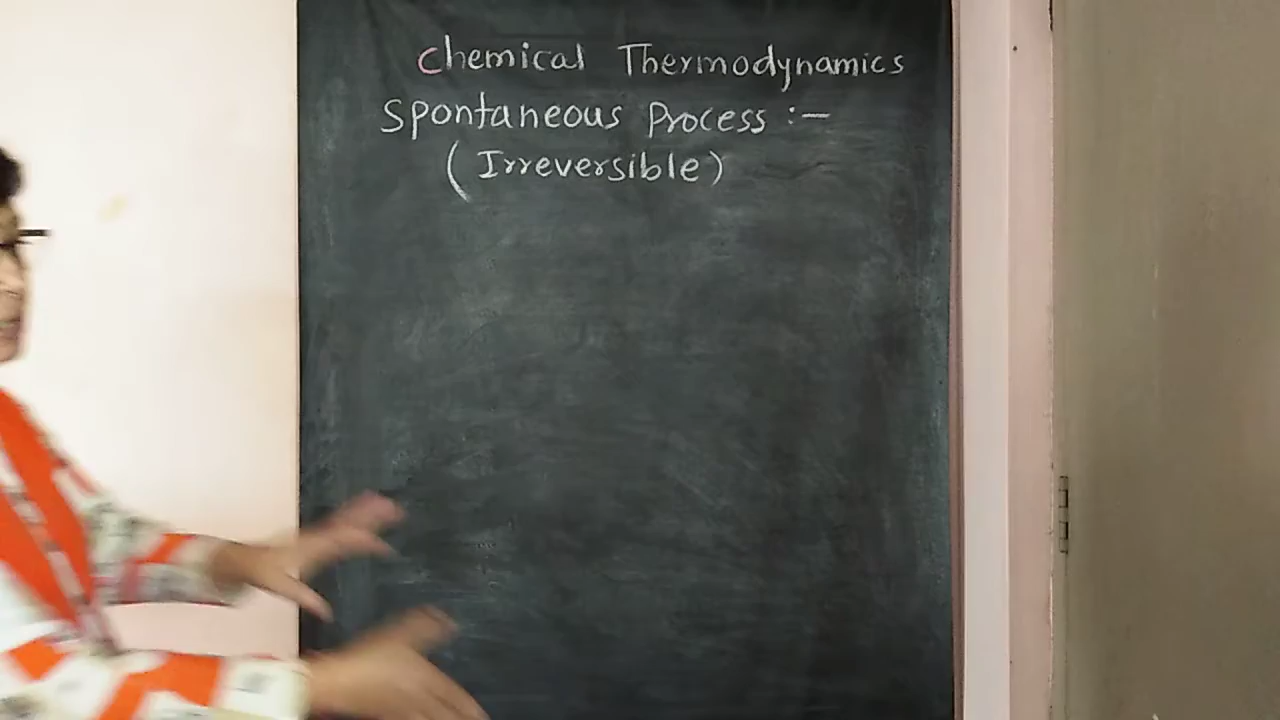 Chemical Thermodynamics
Spontaneous Process :-
(Irreversible)